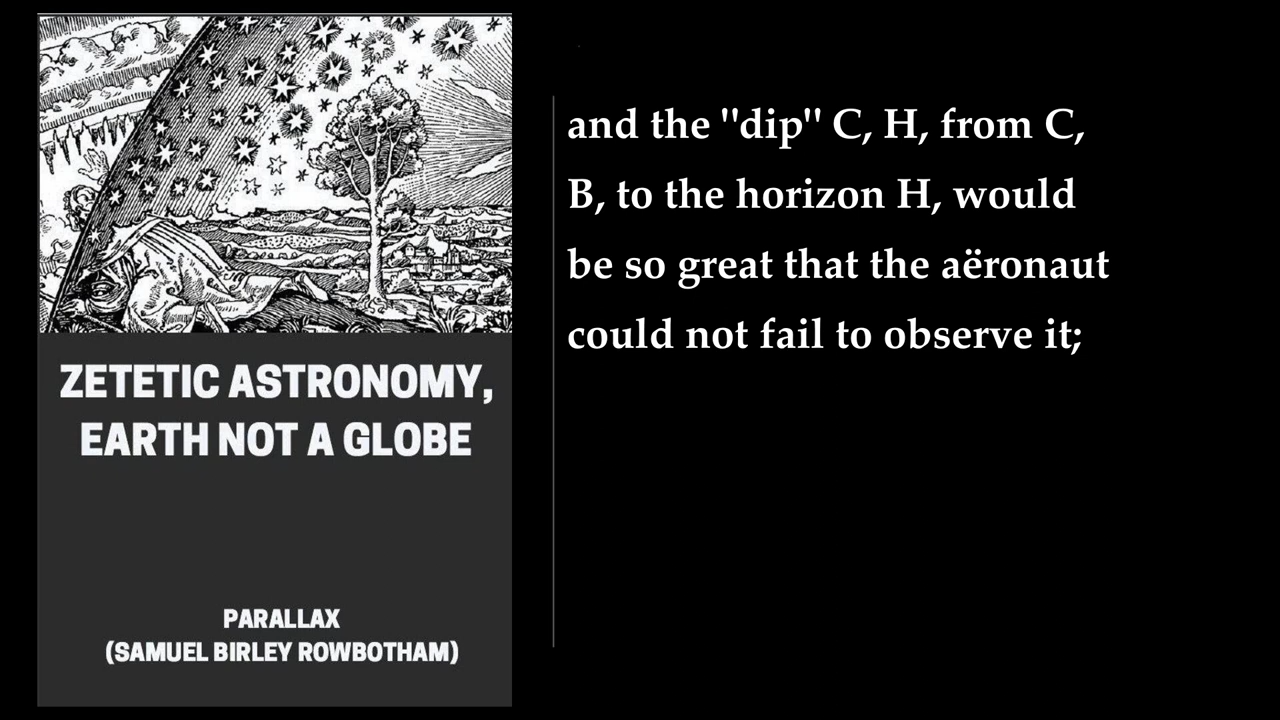 ZETETIC ASTRONOMY,
EARTH NOT A GLOBE
PARALLAX
(SAMUEL BIRLEY ROWBOTHAM)
and the "dip" C, H, from C,
B, to the horizon H, would
be so great that the aëronaut
could not fail to observe it;